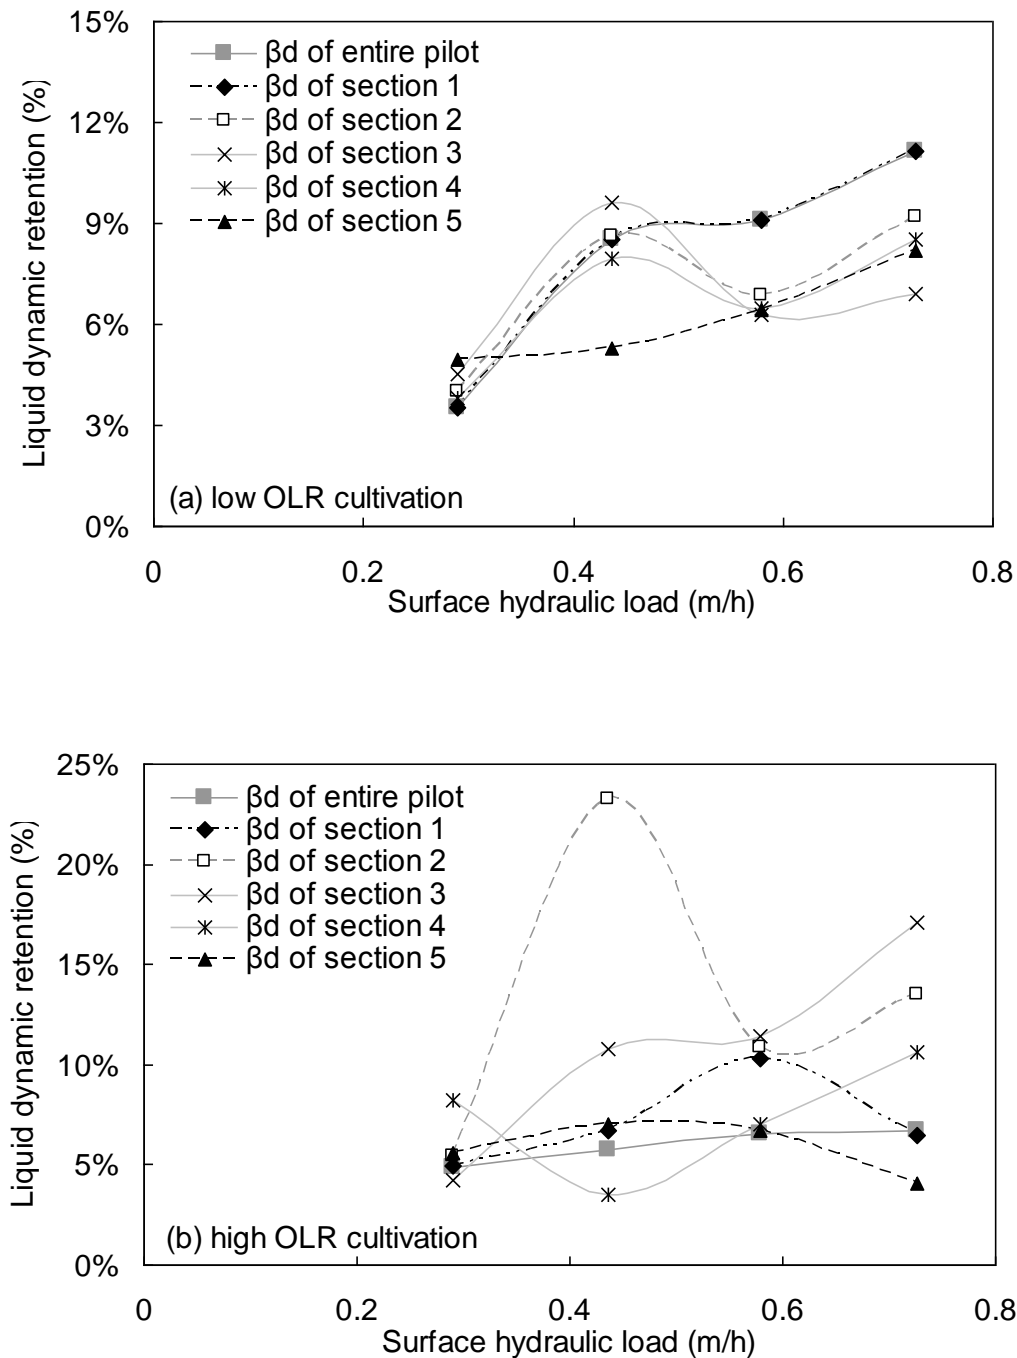 15%
12%
9%
6%
3%
0%
Liquid dynamic retention (%)
βd of entire pilot
βd of section 1
βd of section 2
βd of section 3
βd of section 4
βd of section 5
(a) low OLR cultivation
0 0.2 0.4 0.6 0.8
Surface hydraulic load (m/h)
25%
20%
15%
10%
5%
0%
Liquid dynamic retention (%)
βd of entire pilot
βd of section 1
βd of section 2
βd of section 3
βd of section 4
βd of section 5
(b) high OLR cultivation
0 0.2 0.4 0.6 0.8
Surface hydraulic load (m/h)